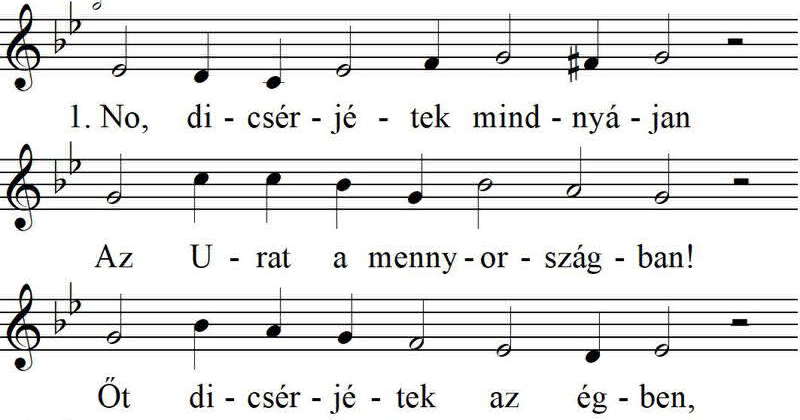 1. No, di - csér - jé - tek mind - nyá - jan
Az U - rat a menny - or - szág - ban!
Őt di - csér - jé - tek az ég - ben,